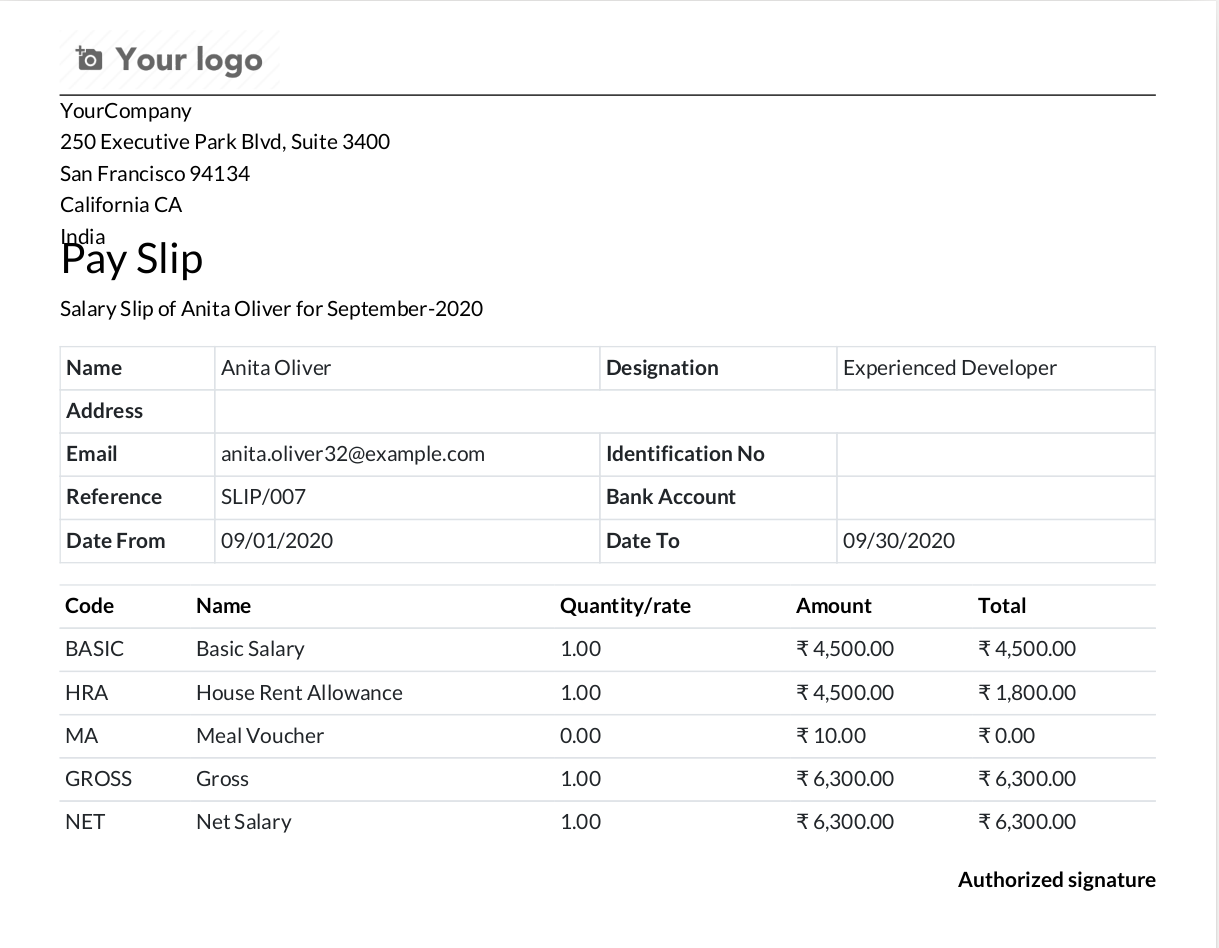 Your logo
YourCompany
250 Executive Park Blvd, Suite 3400
San Francisco 94134
California CA
India
Pay Slip
Salary Slip of Anita Oliver for September-2020
Name Anita Oliver Designation Experienced Developer
Address
Email anita.oliver32@example.com Identification No
Reference SLIP/007 Bank Account
Date From 09/01/2020 Date To 09/30/2020
Code Name Quantity/rate Amount Total
BASIC Basic Salary 1.00 ₹ 4,500.00 ₹ 4,500.00
HRA House Rent Allowance 1.00 ₹ 4,500.00 ₹ 1,800.00
MA Meal Voucher 0.00 ₹ 10.00 ₹ 0.00
GROSS Gross 1.00 ₹ 6,300.00 ₹ 6,300.00
NET Net Salary 1.00 ₹ 6,300.00 ₹ 6,300.00
Authorized signature